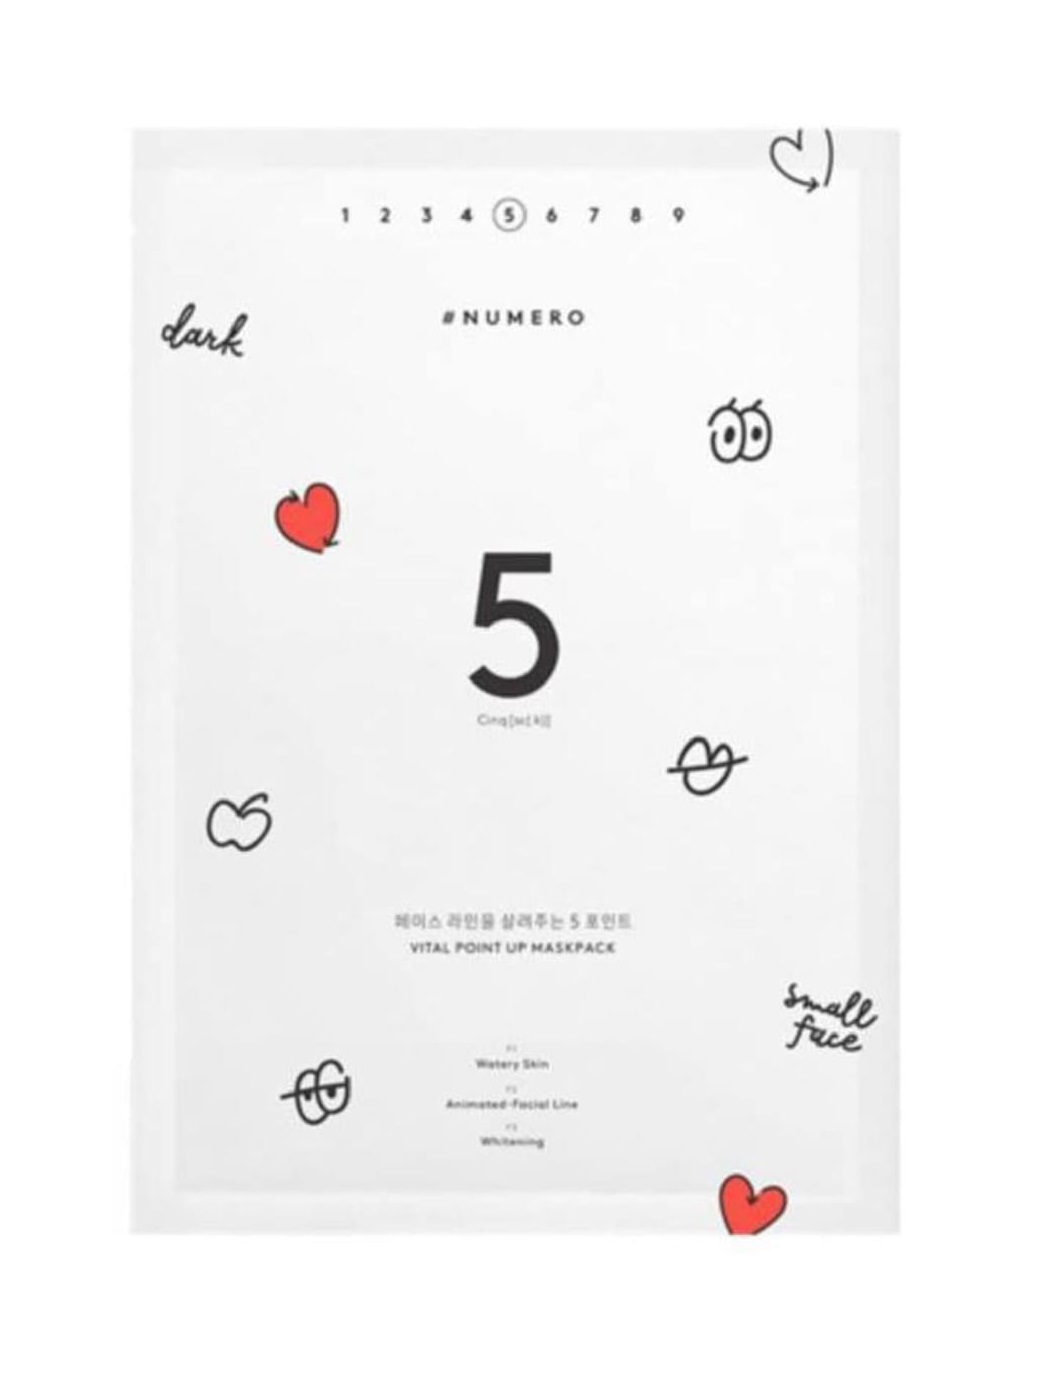 1 2 3 4 5 6 7 8 9
#NUMERO
dark
5
Cinq
페이스 라인을 살려주는 5 포인트
VITAL POINT UP MASKPACK
small
face
Watery Skin
Animated-Facial Line
Whitening